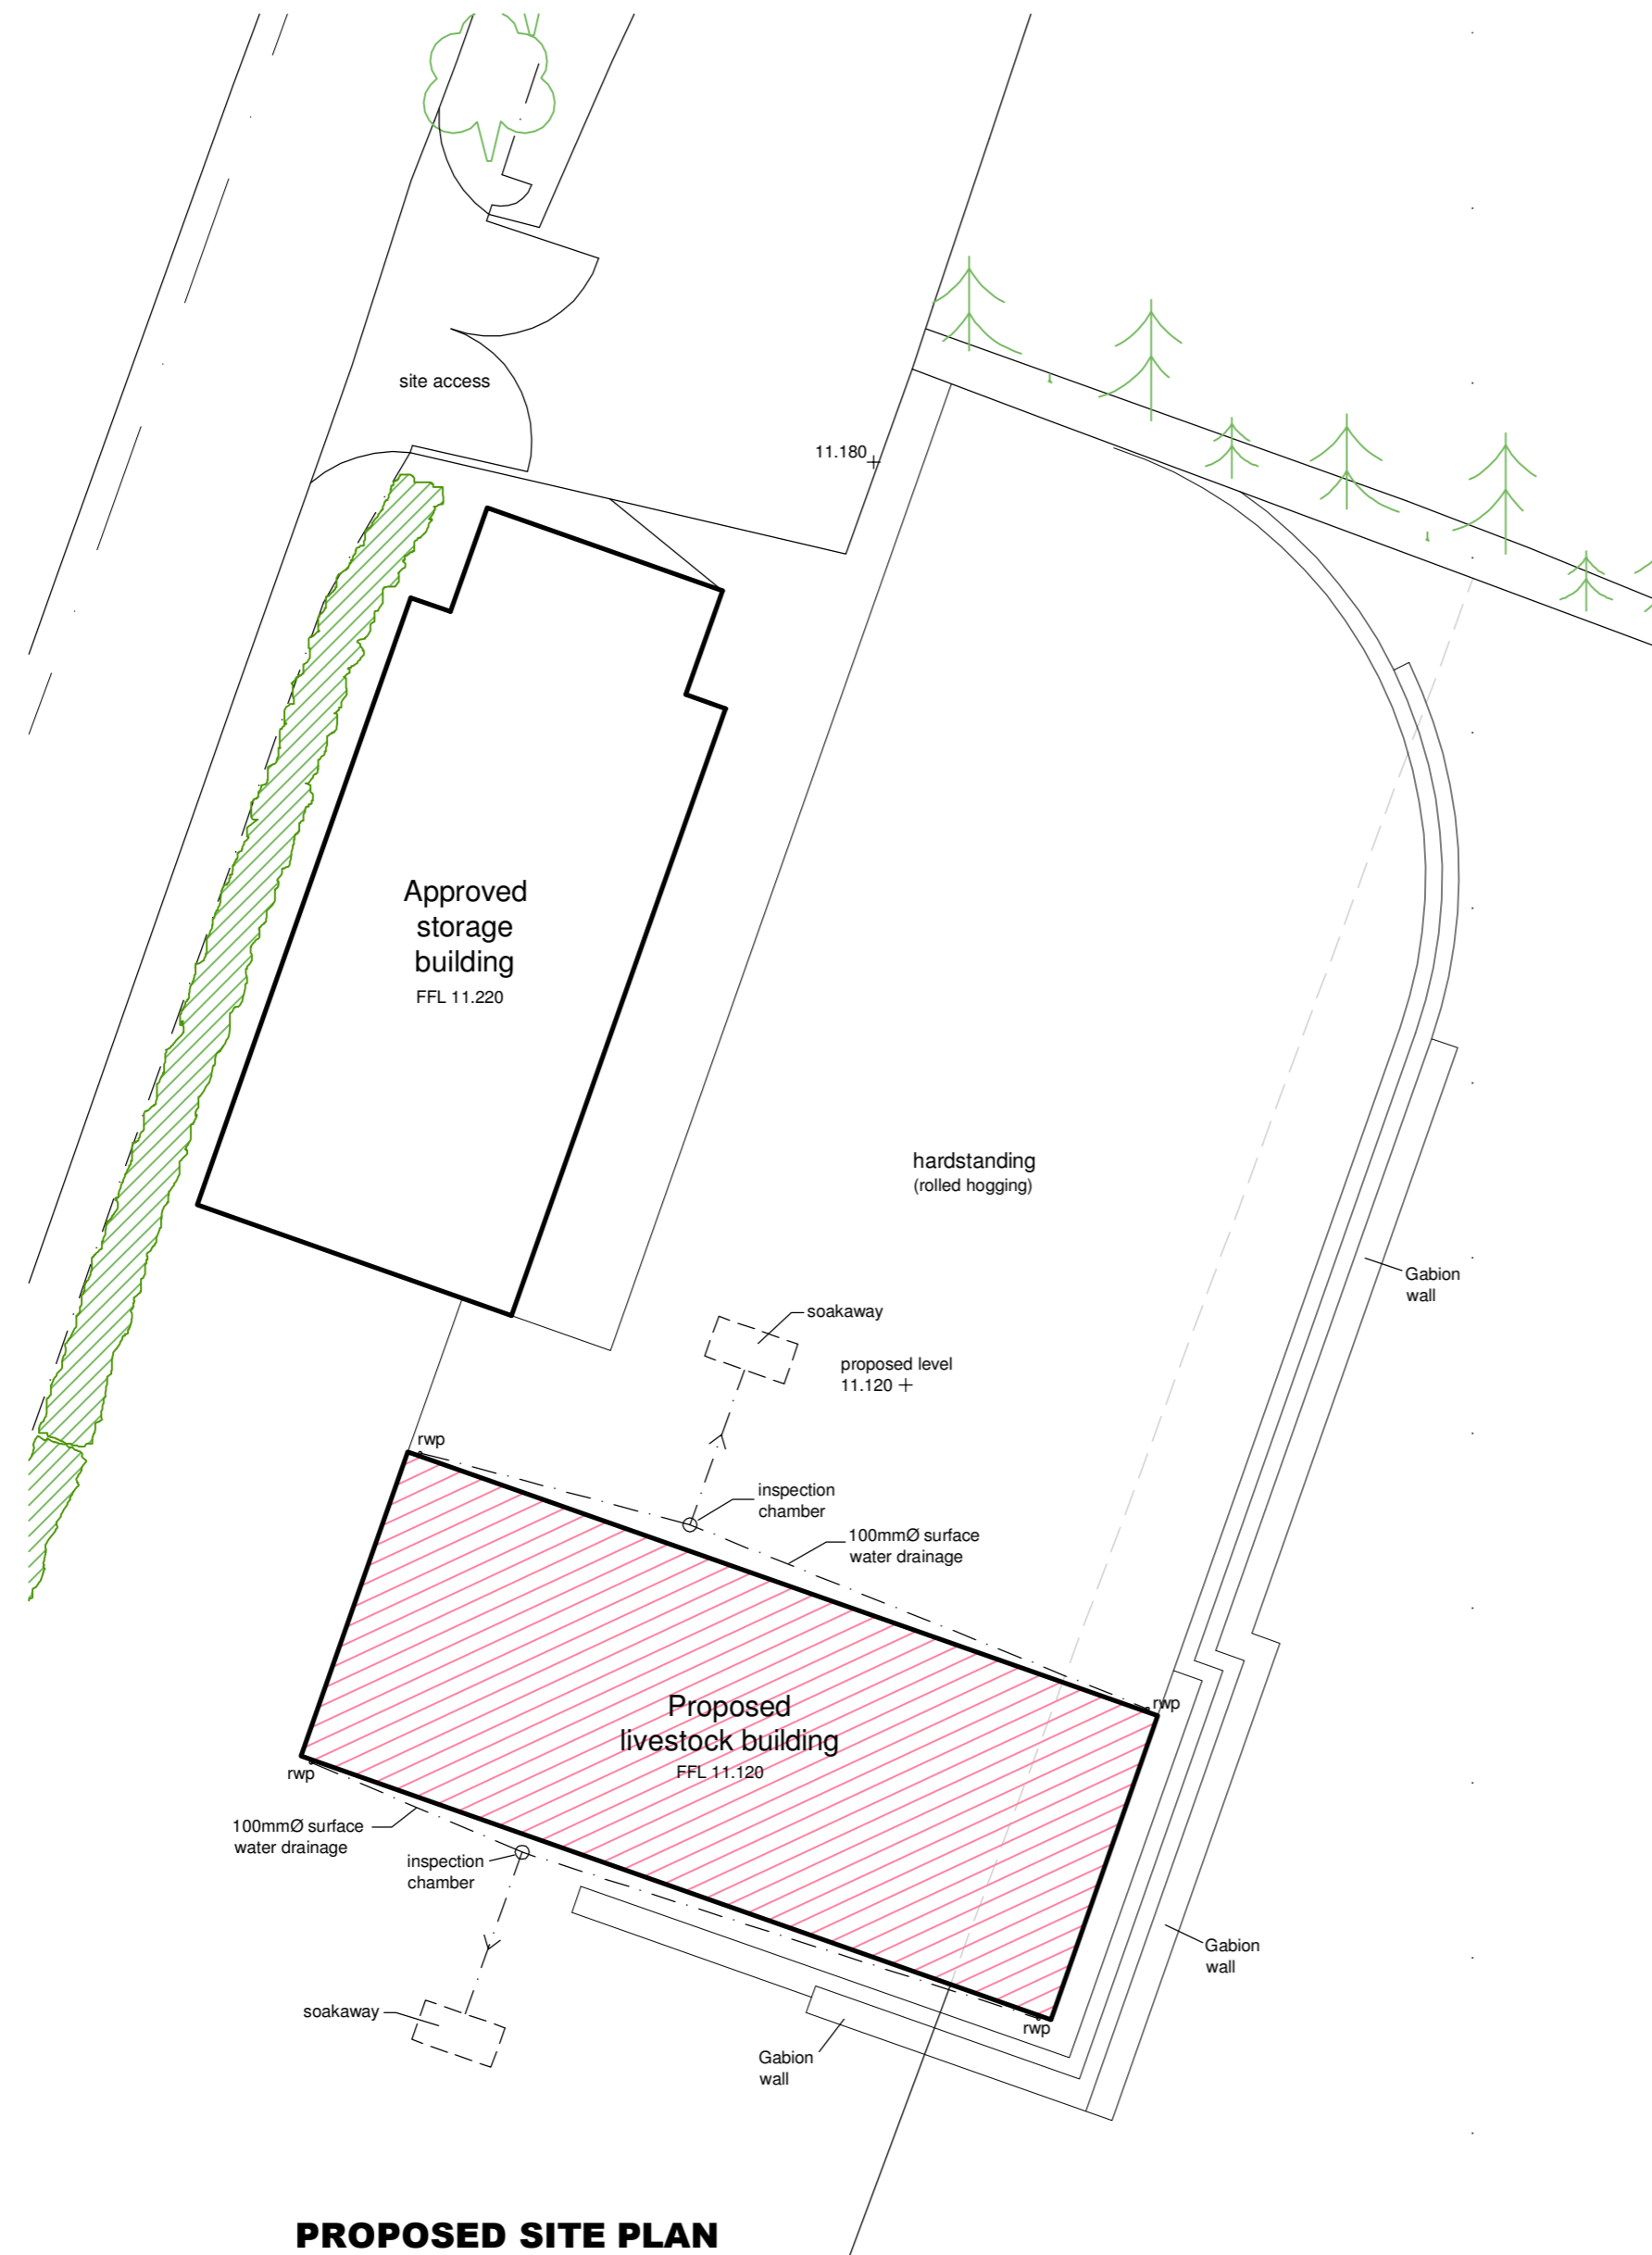 site access
11.180
Approved
storage
building
FFL 11.220
hardstanding
(rolled hogging)
Gabion
wall
soakaway
proposed level
11.120
rwp
inspection
chamber
100mmØ surface
water drainage
rwp
Proposed
livestock building
FFL 11.120
rwp
100mmØ surface
water drainage
inspection
chamber
Gabion
wall
soakaway
rwp
Gabion
wall
PROPOSED SITE PLAN